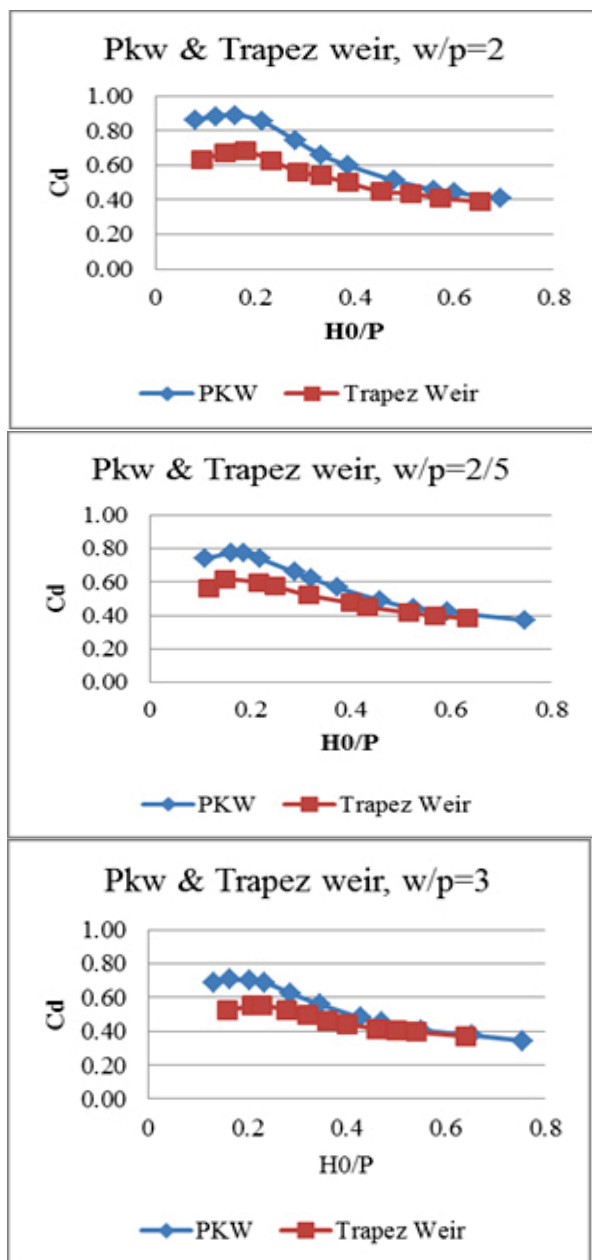 Pkw & Trapez weir, w/p=2
1.00
0.80
0.60
0.40
0.20
0.00
Cd
0 0.2 0.4 0.6 0.8
H0/P
PKW Trapez Weir
Pkw & Trapez weir, w/p=2/5
1.00
0.80
0.60
0.40
0.20
0.00
Cd
0 0.2 0.4 0.6 0.8
H0/P
PKW Trapez Weir
Pkw & Trapez weir, w/p=3
1.00
0.80
0.60
0.40
0.20
0.00
Cd
0 0.2 0.4 0.6 0.8
H0/P
PKW Trapez Weir